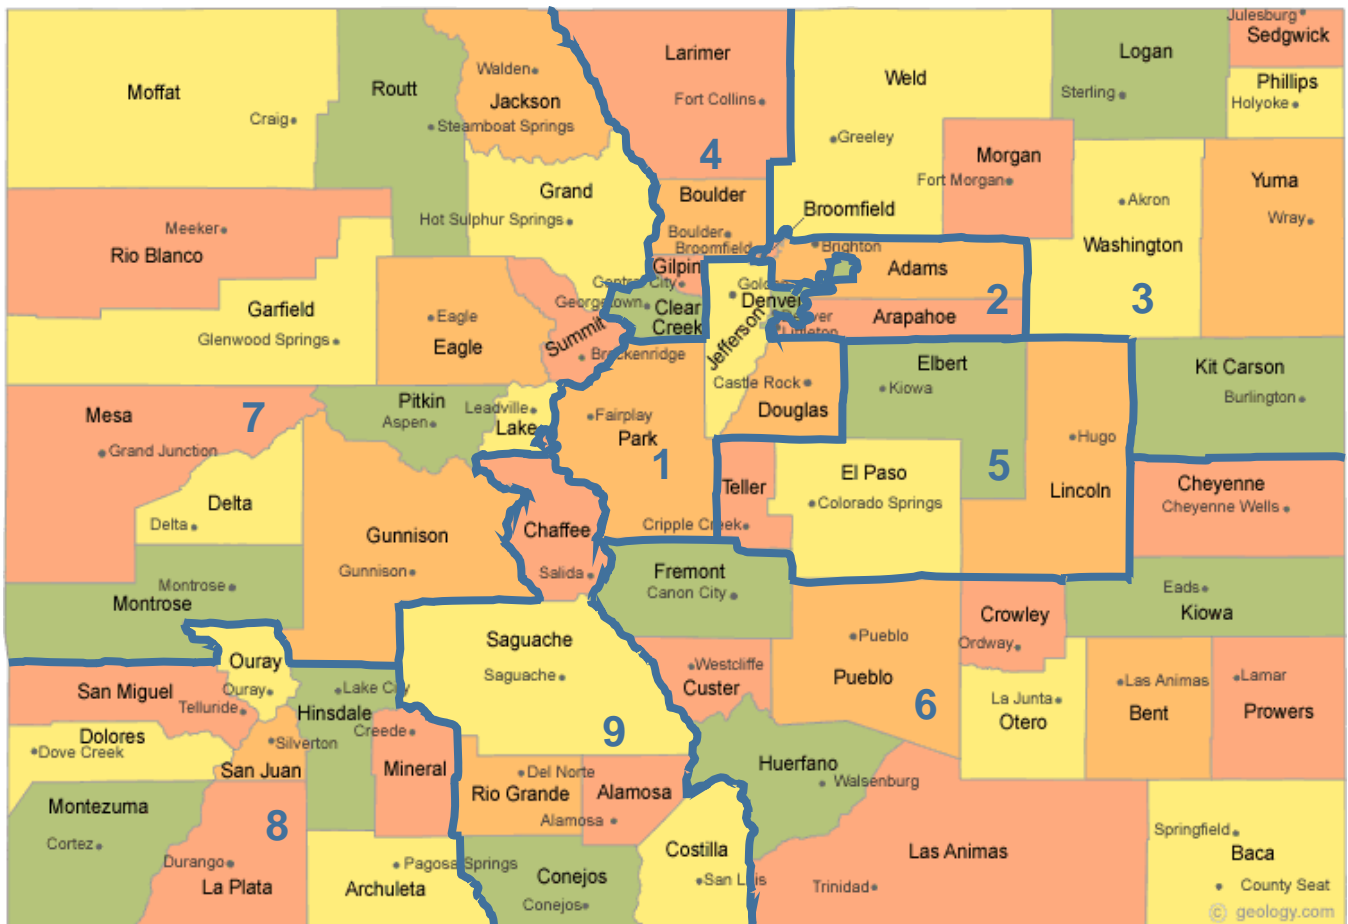 Julesburg
Sedgwick
Larimer
Logan
Walden
Weld
Phillips
Moffat
Routt
Jackson
Fort Collins
Sterling
Holyoke
Craig
Steamboat Springs
Greeley
4
Morgan
Fort Morgan
Yuma
Grand
Boulder
Akron
Broomfield
Wray
Hot Sulphur Springs
Meeker
Boulder
Broomfield
Brighton
Washington
Rio Blanco
Gilpin
Adams
Central City
Golden
Denver
Georgetown
Clear
Creek
2
3
Garfield
Eagle
Denver
Arapahoe
Littleton
Glenwood Springs
Eagle
Summit
Jefferson
Breckenridge
Elbert
Kit Carson
Castle Rock
Kiowa
Burlington
Pitkin
Leadville
Douglas
Mesa
7
Aspen
Lake
Fairplay
Park
Hugo
Grand Junction
1
5
El Paso
Teller
Lincoln
Cheyenne
Delta
Colorado Springs
Cheyenne Wells
Delta
Gunnison
Chaffee
Cripple Creek
Gunnison
Salida
Fremont
Montrose
Canon City
Eads
Montrose
Crowley
Kiowa
Saguache
Pueblo
Ordway
Ouray
Westcliffe
Saguache
Pueblo
Las Animas
Lamar
San Miguel
Ouray
Lake City
Custer
La Junta
Telluride
Hinsdale
6
Otero
Bent
Prowers
Dolores
Creede
9
Dove Creek
Silverton
San Juan
Mineral
Del Norte
Huerfano
Walsenburg
Rio Grande
Alamosa
Montezuma
8
Alamosa
Cortez
Springfield
Durango
Pagosa Springs
Costilla
Las Animas
Baca
La Plata
Archuleta
Conejos
San Luis
Trinidad
County Seat
Conejos
© geology.com